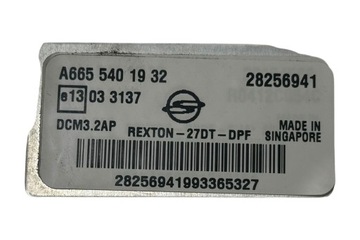 A665 540 19 32 28256941
e13 03 3137
DCM3.2AP REXTON-27DT-DPF MADE IN
SINGAPORE
28256941993365327